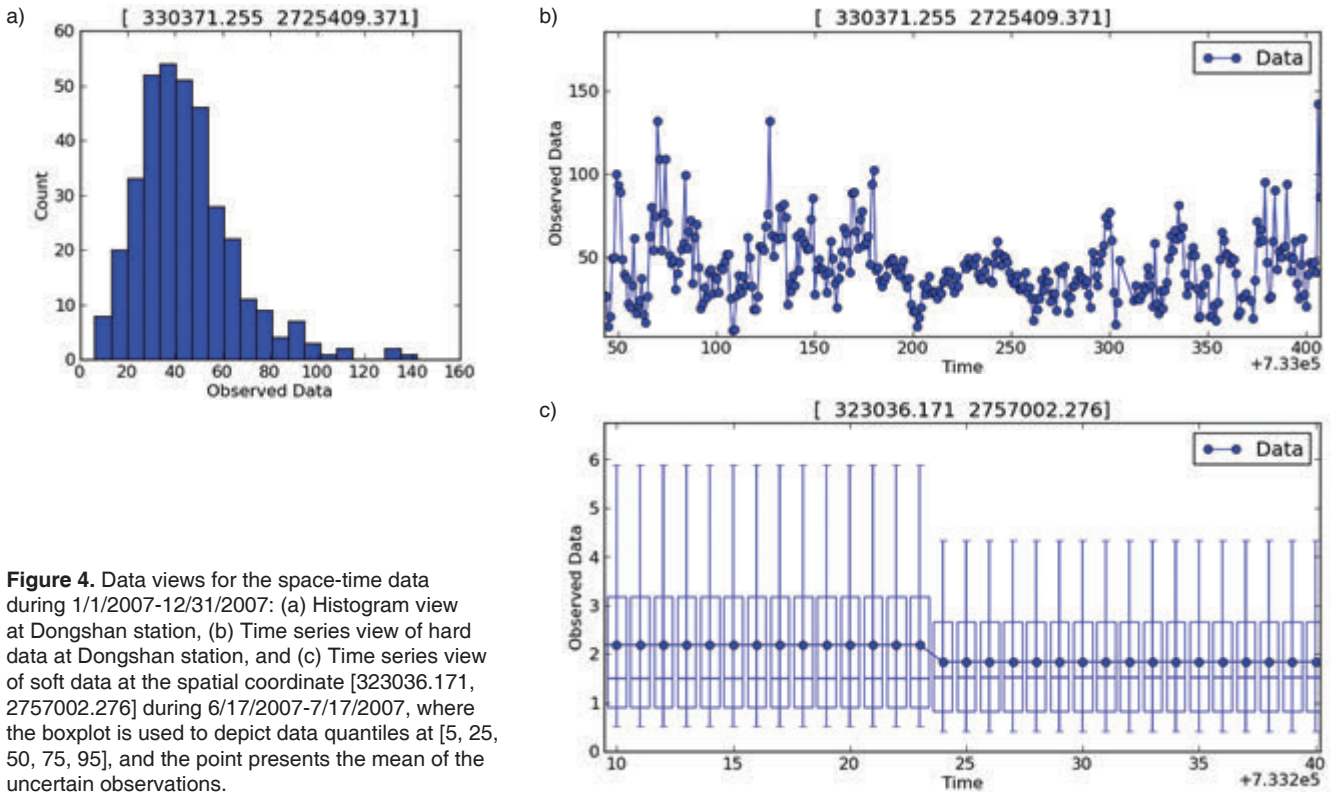 a)
[ 330371.255 2725409.371]
60
50
40
30
20
10
0
Count
0 20 40 60 80 100 120 140 160
Observed Data
b)
[ 330371.255 2725409.371]
Data
150
100
50
Observed Data
50 100 150 200 250 300 350 400
Time
+7.33e5
c)
[ 323036.171 2757002.276]
Data
6
5
4
3
2
1
0
Observed Data
10 15 20 25 30 35 40
Time
+7.332e5
Figure 4. Data views for the space-time data
during 1/1/2007-12/31/2007: (a) Histogram view
at Dongshan station, (b) Time series view of hard
data at Dongshan station, and (c) Time series view
of soft data at the spatial coordinate [323036.171,
2757002.276] during 6/17/2007-7/17/2007, where
the boxplot is used to depict data quantiles at [5, 25,
50, 75, 95], and the point presents the mean of the
uncertain observations.